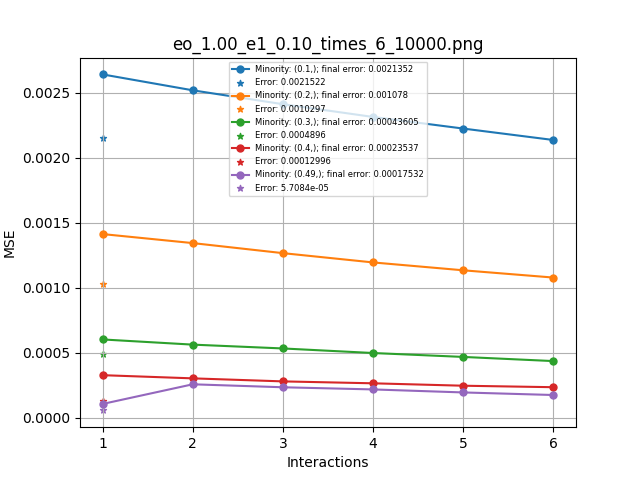 eo_1.00_e1_0.10_times_6_10000.png
Minority: (0.1,); final error: 0.0021352
Error: 0.0021522
Minority: (0.2,); final error: 0.001078
Error: 0.0010297
Minority: (0.3,); final error: 0.00043605
Error: 0.0004896
Minority: (0.4,); final error: 0.00023537
Error: 0.00012996
Minority: (0.49,); final error: 0.00017532
Error: 5.7084e-05
MSE
0.0025
0.0020
0.0015
0.0010
0.0005
0.0000
1 2 3 4 5 6
Interactions